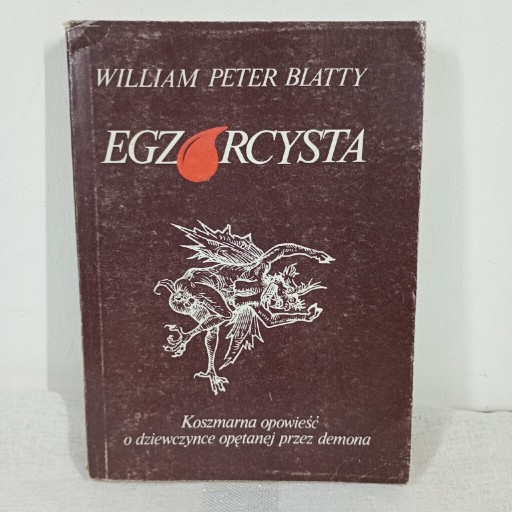 WILLIAM PETER BLATTY
EGZORCYSTA
Koszmarna opowieść
o dziewczynce opętanej przez demona